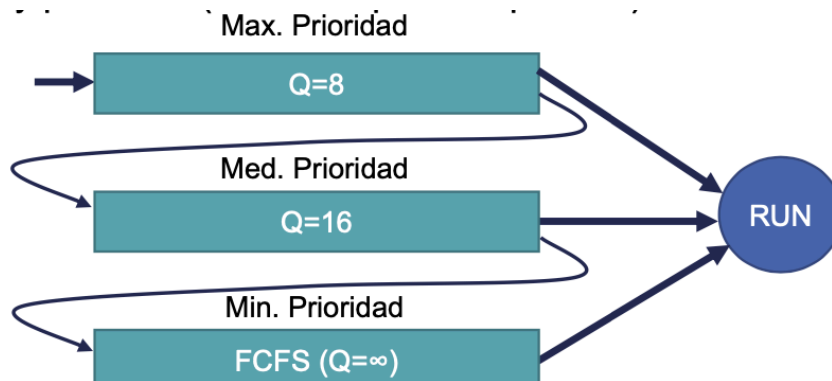 Max. Prioridad
Q=8
Med. Prioridad
Q=16
RUN
Min. Prioridad
FCFS (Q=∞)